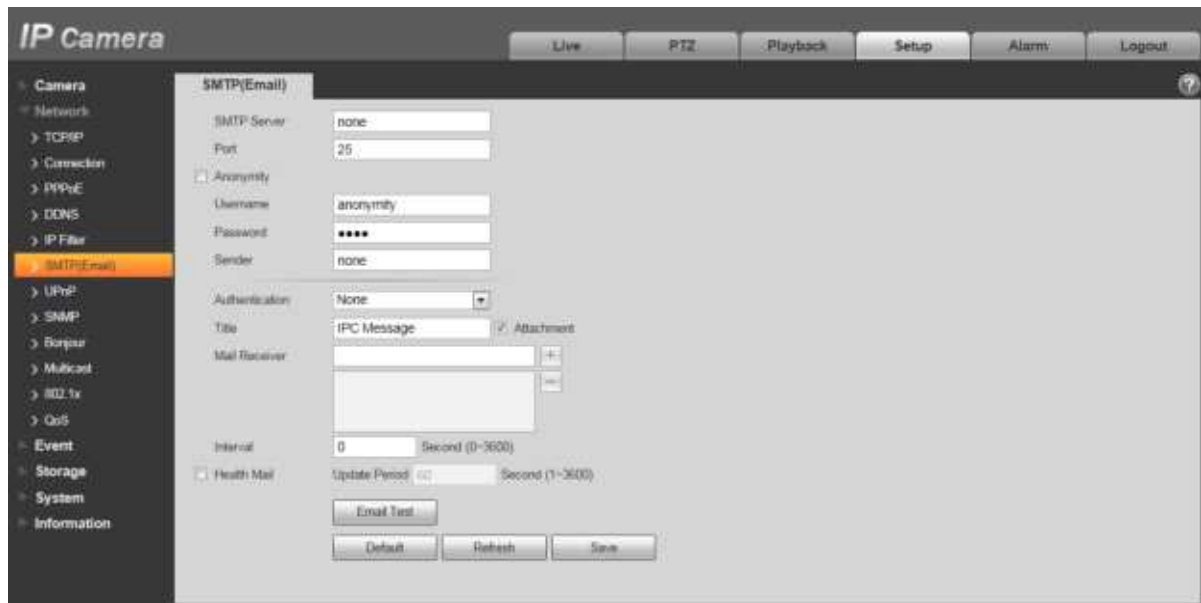 IP Camera
Live PTZ Playback Setup Alarm Logout
Camera
Network
TCP/IP
Connection
PPPoE
DDNS
IP Filter
SMTP(Email)
UPnP
SNMP
Bonjour
Multicast
802.1x
QoS
Event
Storage
System
Information
SMTP(Email)
?
SMTP Server none
Port 25
Anonymity
Username anonymity
Password ●●●●
Sender none
Authentication None
Title IPC Message Attachment
Mail Receiver +
-
Interval 0 Second (0~3600)
Health Mail Update Period 60 Second (1~3600)
Email Test
Default Refresh Save